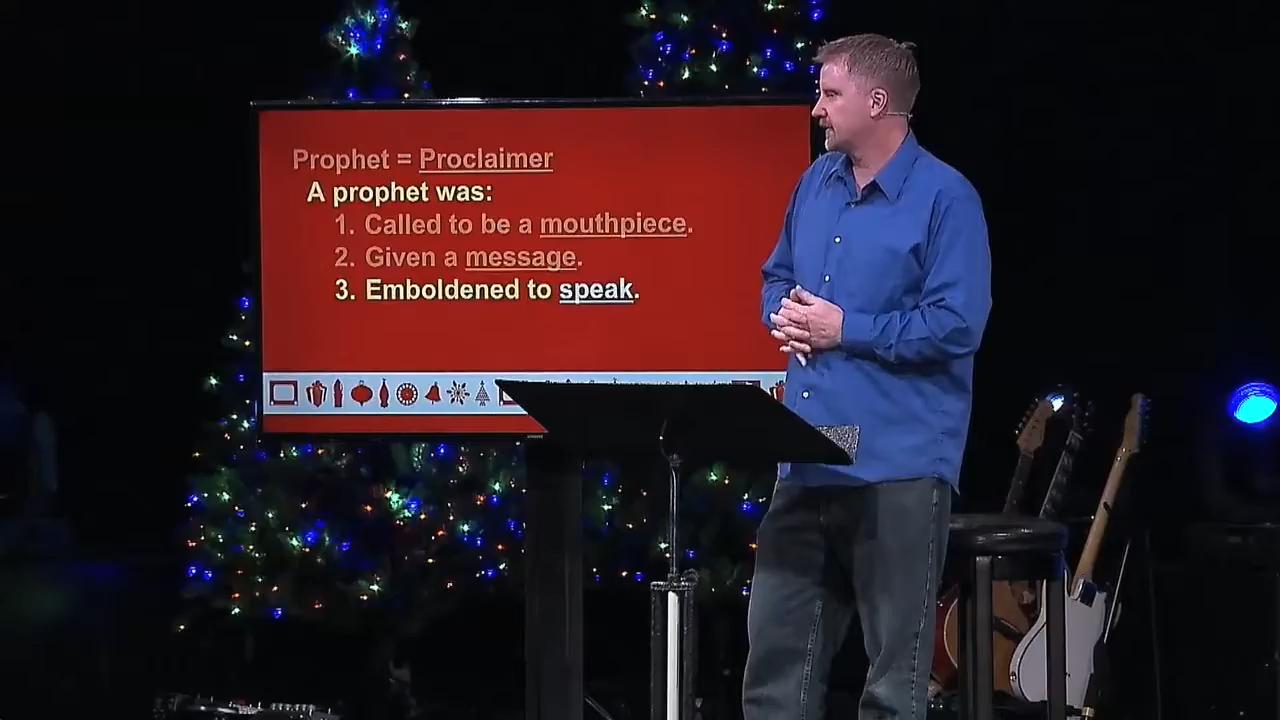 Prophet = Proclaimer
A prophet was:
1. Called to be a mouthpiece.
2. Given a message.
3. Emboldened to speak.